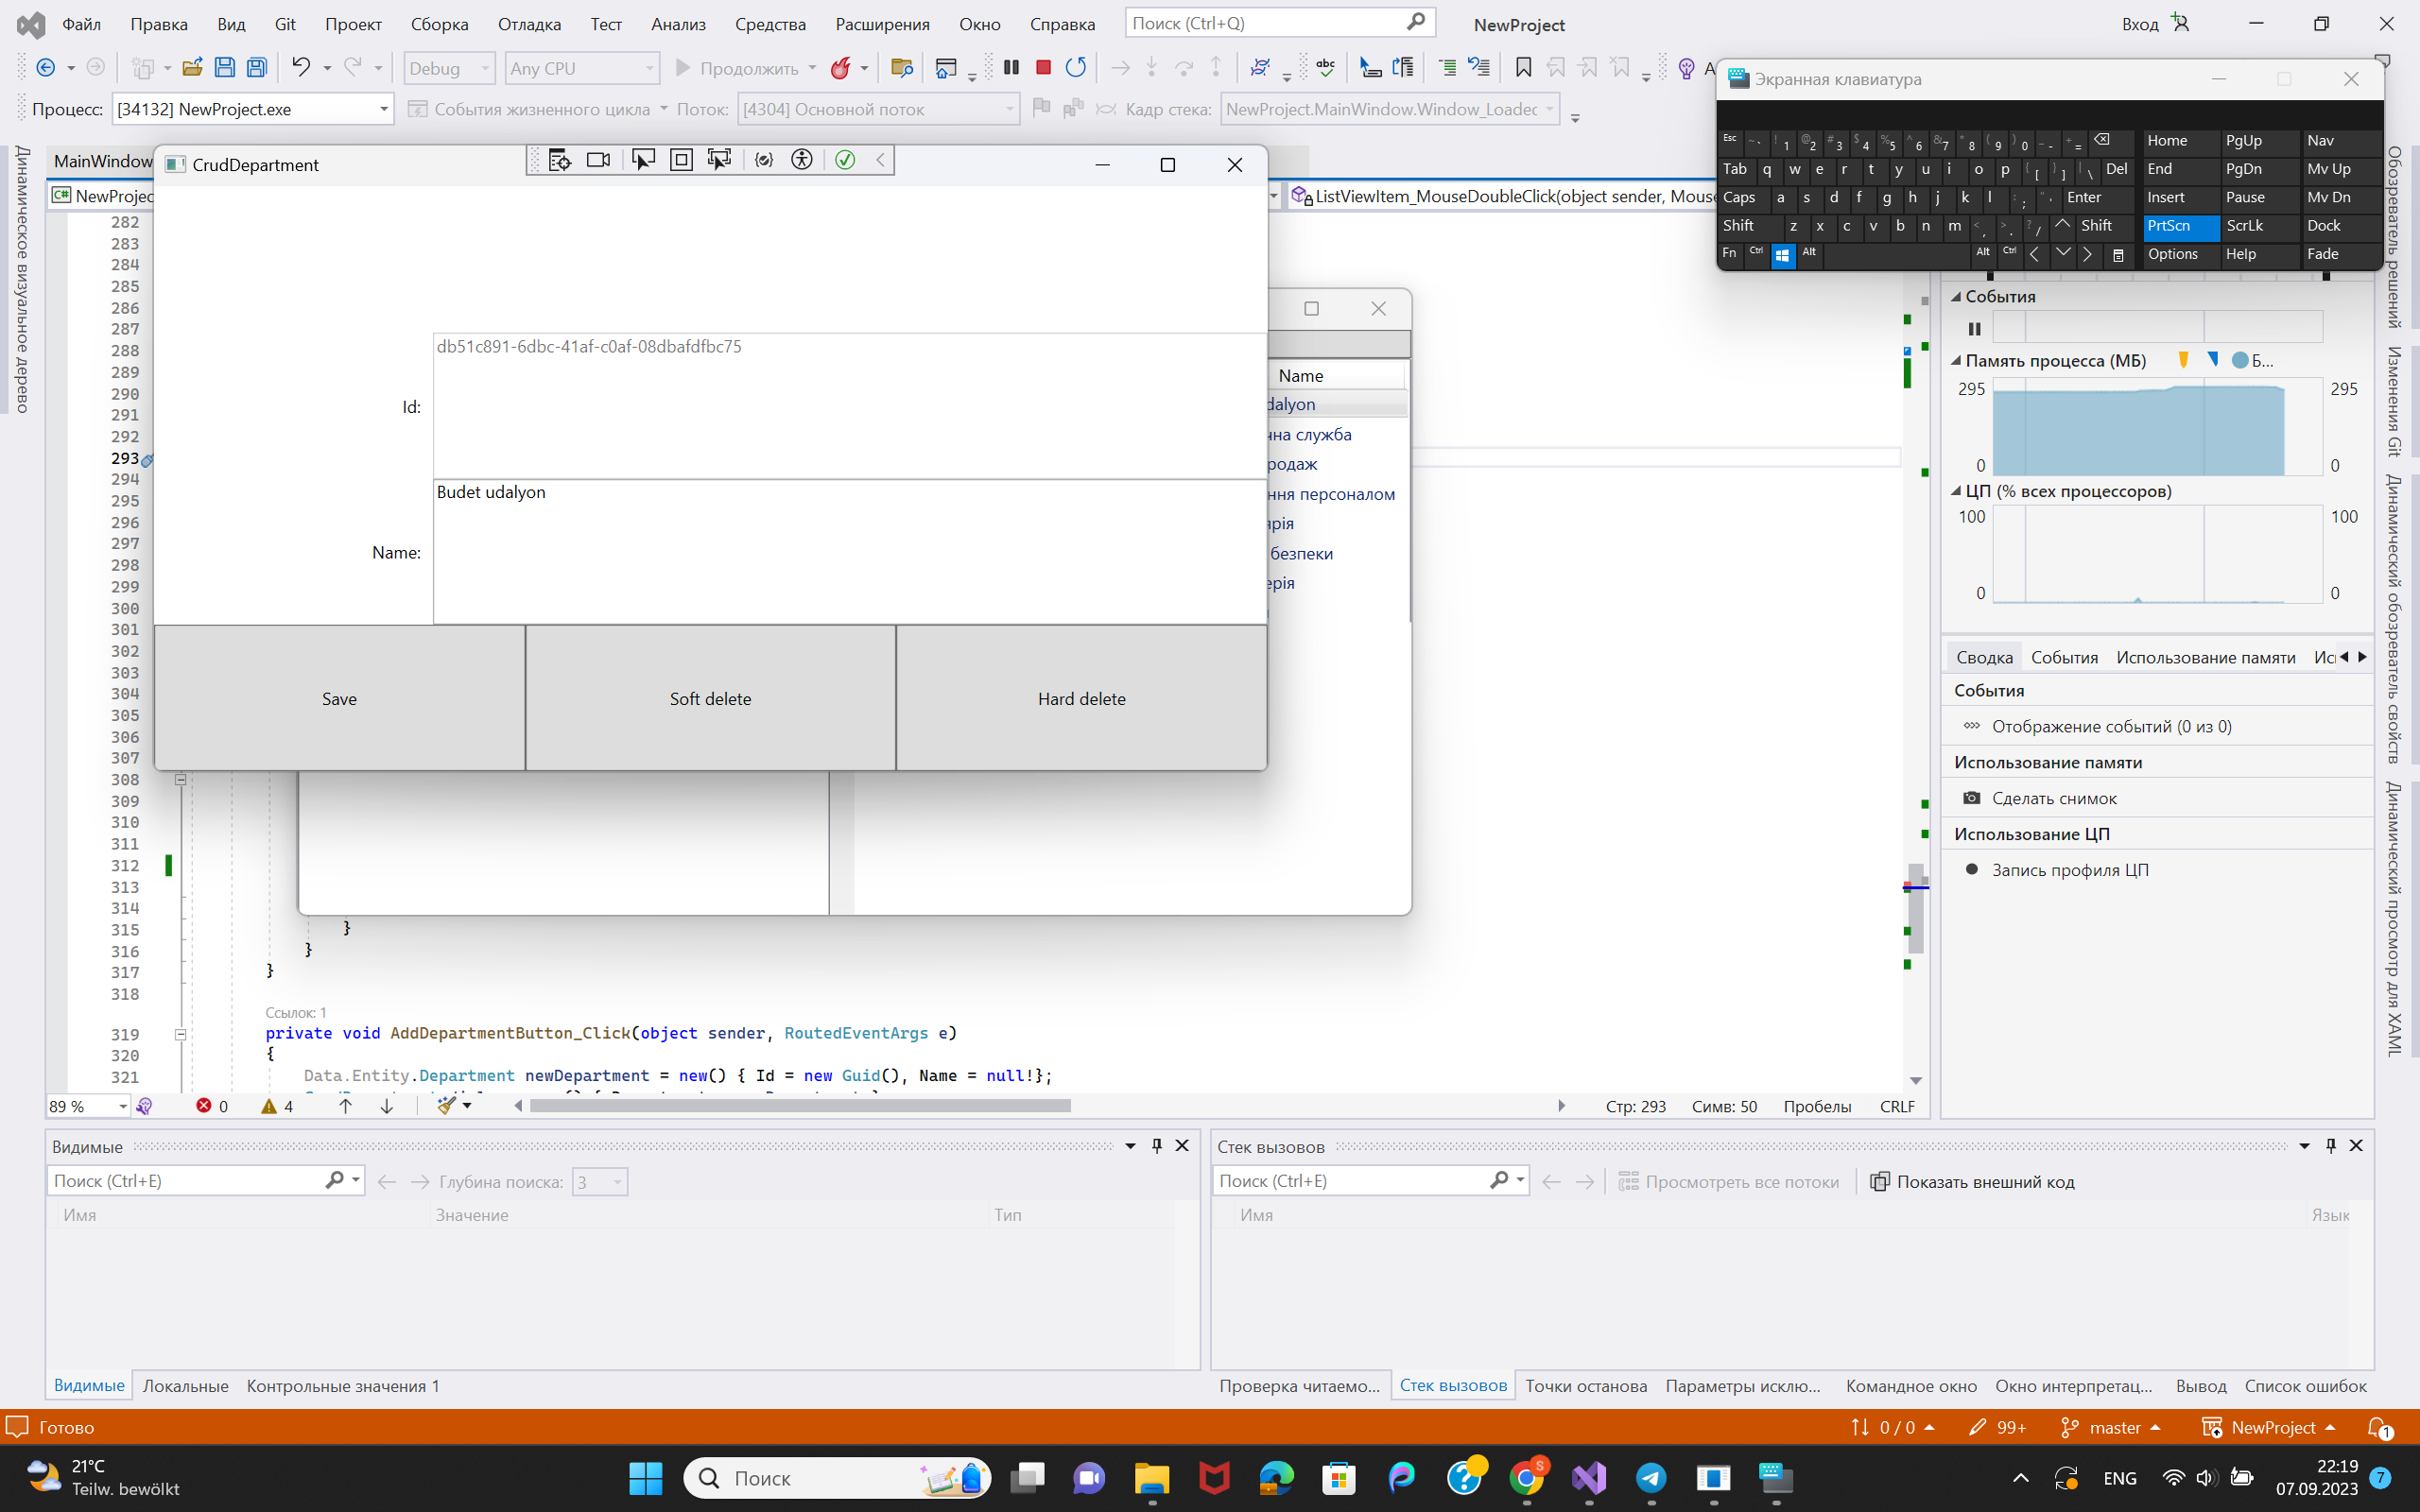 Файл Правка Вид Git Проект Сборка Отладка Тест Анализ Средства Расширения Окно Справка Поиск (Ctrl+Q) NewProject Вход
Debug Any CPU Продолжить
Экранная клавиатура
Процесс: [34132] NewProject.exe События жизненного цикла Поток: [4304] Основной поток Кадр стека: NewProject.MainWindow.Window_Loaded
Esc ~ ` ! 1 @ 2 # 3 $ 4 % 5 ^ 6 & 7 * 8 ( 9 ) 0 _ - + = Home PgUp Nav
Tab q w e r t y u i o p { [ } ] | \ Del End PgDn Mv Up
Caps a s d f g h j k l : ; " ' Enter Insert Pause Mv Dn
Shift z x c v b n m < , > . ? / Shift PrtScn ScrLk Dock
Fn Ctrl Alt Alt Ctrl Options Help Fade
Динамическое визуальное дерево
MainWindow
CrudDepartment
NewProjec
ListViewItem_MouseDoubleClick(object sender, Mouse
282
283
284
285
286
287
288
289
290
291
292
293
294
295
296
297
298
299
300
301
302
303
304
305
306
307
308
309
310
311
312
313
314
315 }
316 }
317 }
318
Id: db51c891-6dbc-41af-c0af-08dbafdfbc75
Name: Budet udalyon
Save Soft delete Hard delete
Name
dalyon
чна служба
родаж
ння персоналом
ярія
безпеки
ерія
Ссылок: 1
319 private void AddDepartmentButton_Click(object sender, RoutedEventArgs e)
320 {
321 Data.Entity.Department newDepartment = new() { Id = new Guid(), Name = null!};
89 % 0 4 Стр: 293 Симв: 50 Пробелы CRLF
События
Память процесса (МБ) Б...
295 295
0 0
ЦП (% всех процессоров)
100 100
0 0
Сводка События Использование памяти Ис
События
Отображение событий (0 из 0)
Использование памяти
Сделать снимок
Использование ЦП
Запись профиля ЦП
Обозреватель решений
Изменения Git
Динамический обозреватель свойств
Динамический просмотр для XAML
Видимые
Поиск (Ctrl+E) Глубина поиска: 3
Имя Значение Тип
Видимые Локальные Контрольные значения 1
Стек вызовов
Поиск (Ctrl+E) Просмотреть все потоки Показать внешний код
Имя Язык
Проверка читаемо... Стек вызовов Точки останова Параметры исклю... Командное окно Окно интерпретац... Вывод Список ошибок
Готово 0 / 0 99+ master NewProject 1
21°C
Teilw. bewölkt
Поиск
S
ENG
22:19
07.09.2023
7